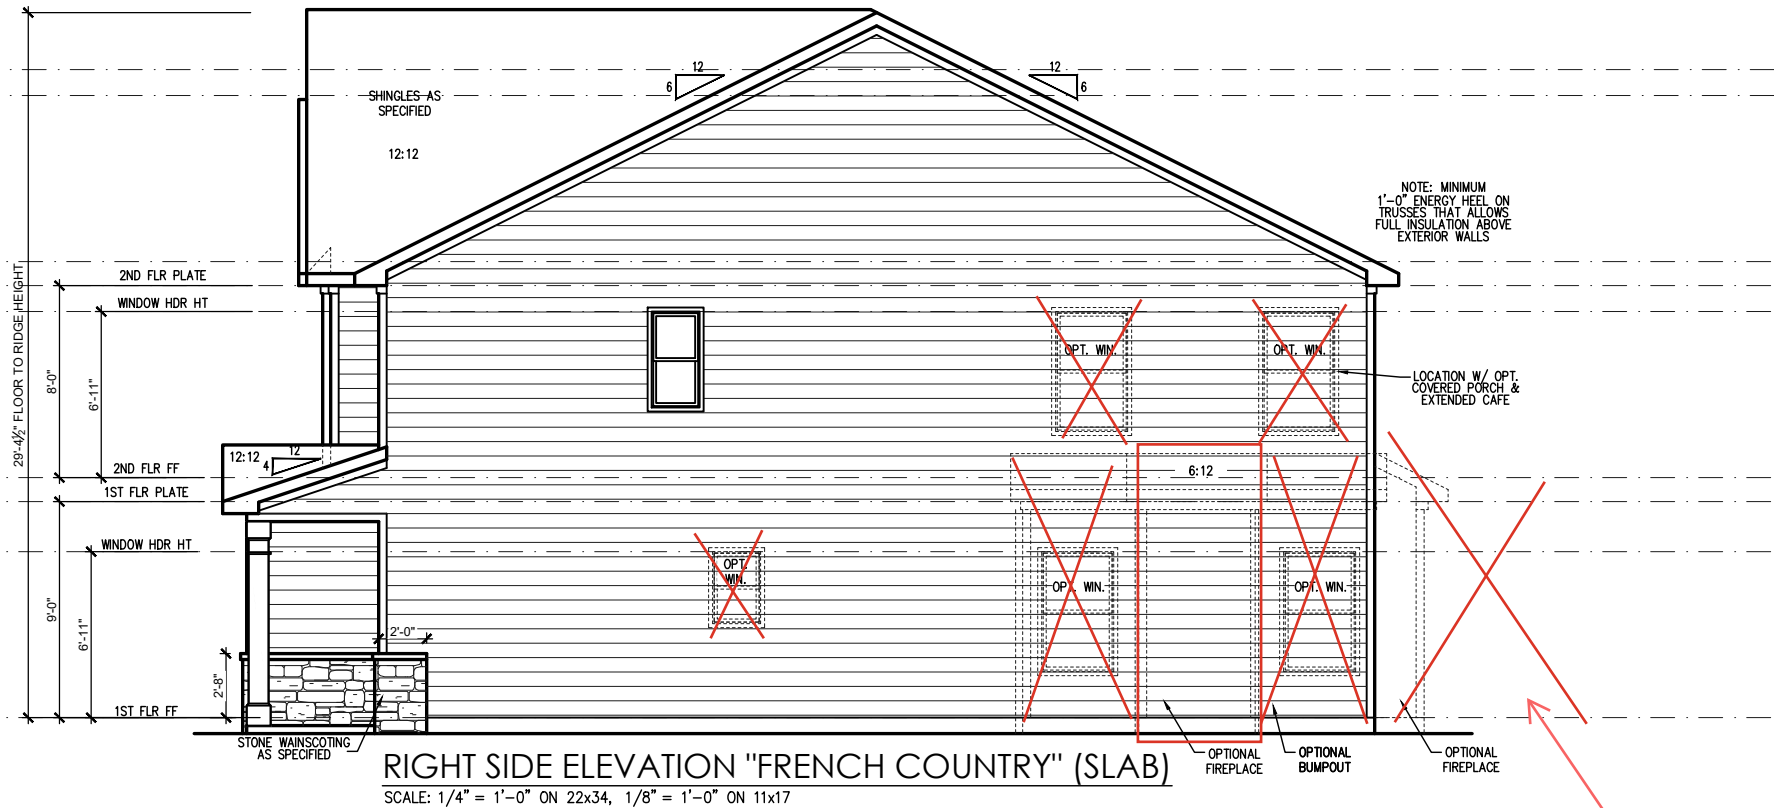 12
6
12
6
SHINGLES AS
SPECIFIED
12:12
NOTE: MINIMUM
1'-0" ENERGY HEEL ON
TRUSSES THAT ALLOWS
FULL INSULATION ABOVE
EXTERIOR WALLS
29'-4½" FLOOR TO RIDGE HEIGHT
2ND FLR PLATE
WINDOW HDR HT
8'-0"
6'-11"
OPT. WIN.
OPT. WIN.
LOCATION W/ OPT.
COVERED PORCH &
EXTENDED CAFE
12:12
12
4
2ND FLR FF
1ST FLR PLATE
6:12
WINDOW HDR HT
9'-0"
6'-11"
OPT.
WIN.
OPT. WIN.
OPT. WIN.
2'-0"
2'-8"
1ST FLR FF
STONE WAINSCOTING
AS SPECIFIED
OPTIONAL
FIREPLACE
OPTIONAL
BUMPOUT
OPTIONAL
FIREPLACE
RIGHT SIDE ELEVATION "FRENCH COUNTRY" (SLAB)
SCALE: 1/4" = 1'-0" ON 22x34, 1/8" = 1'-0" ON 11x17